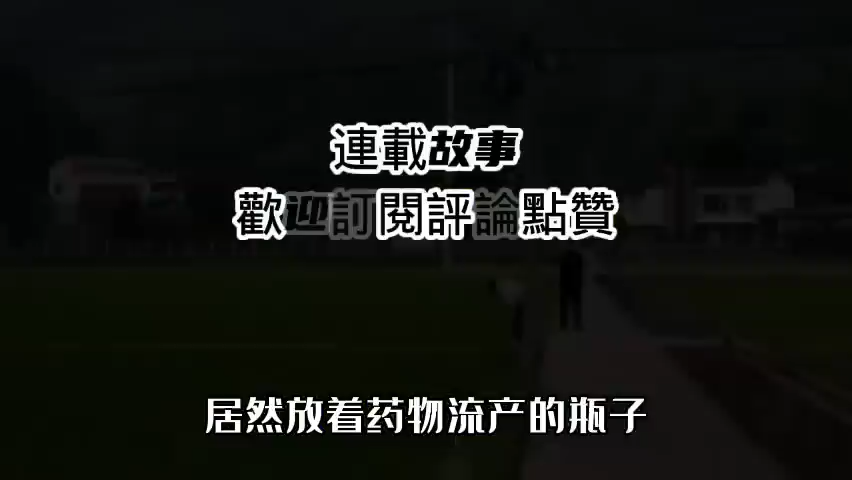 連載故事
歡迎訂閱評論點贊
居然放着药物流产的瓶子